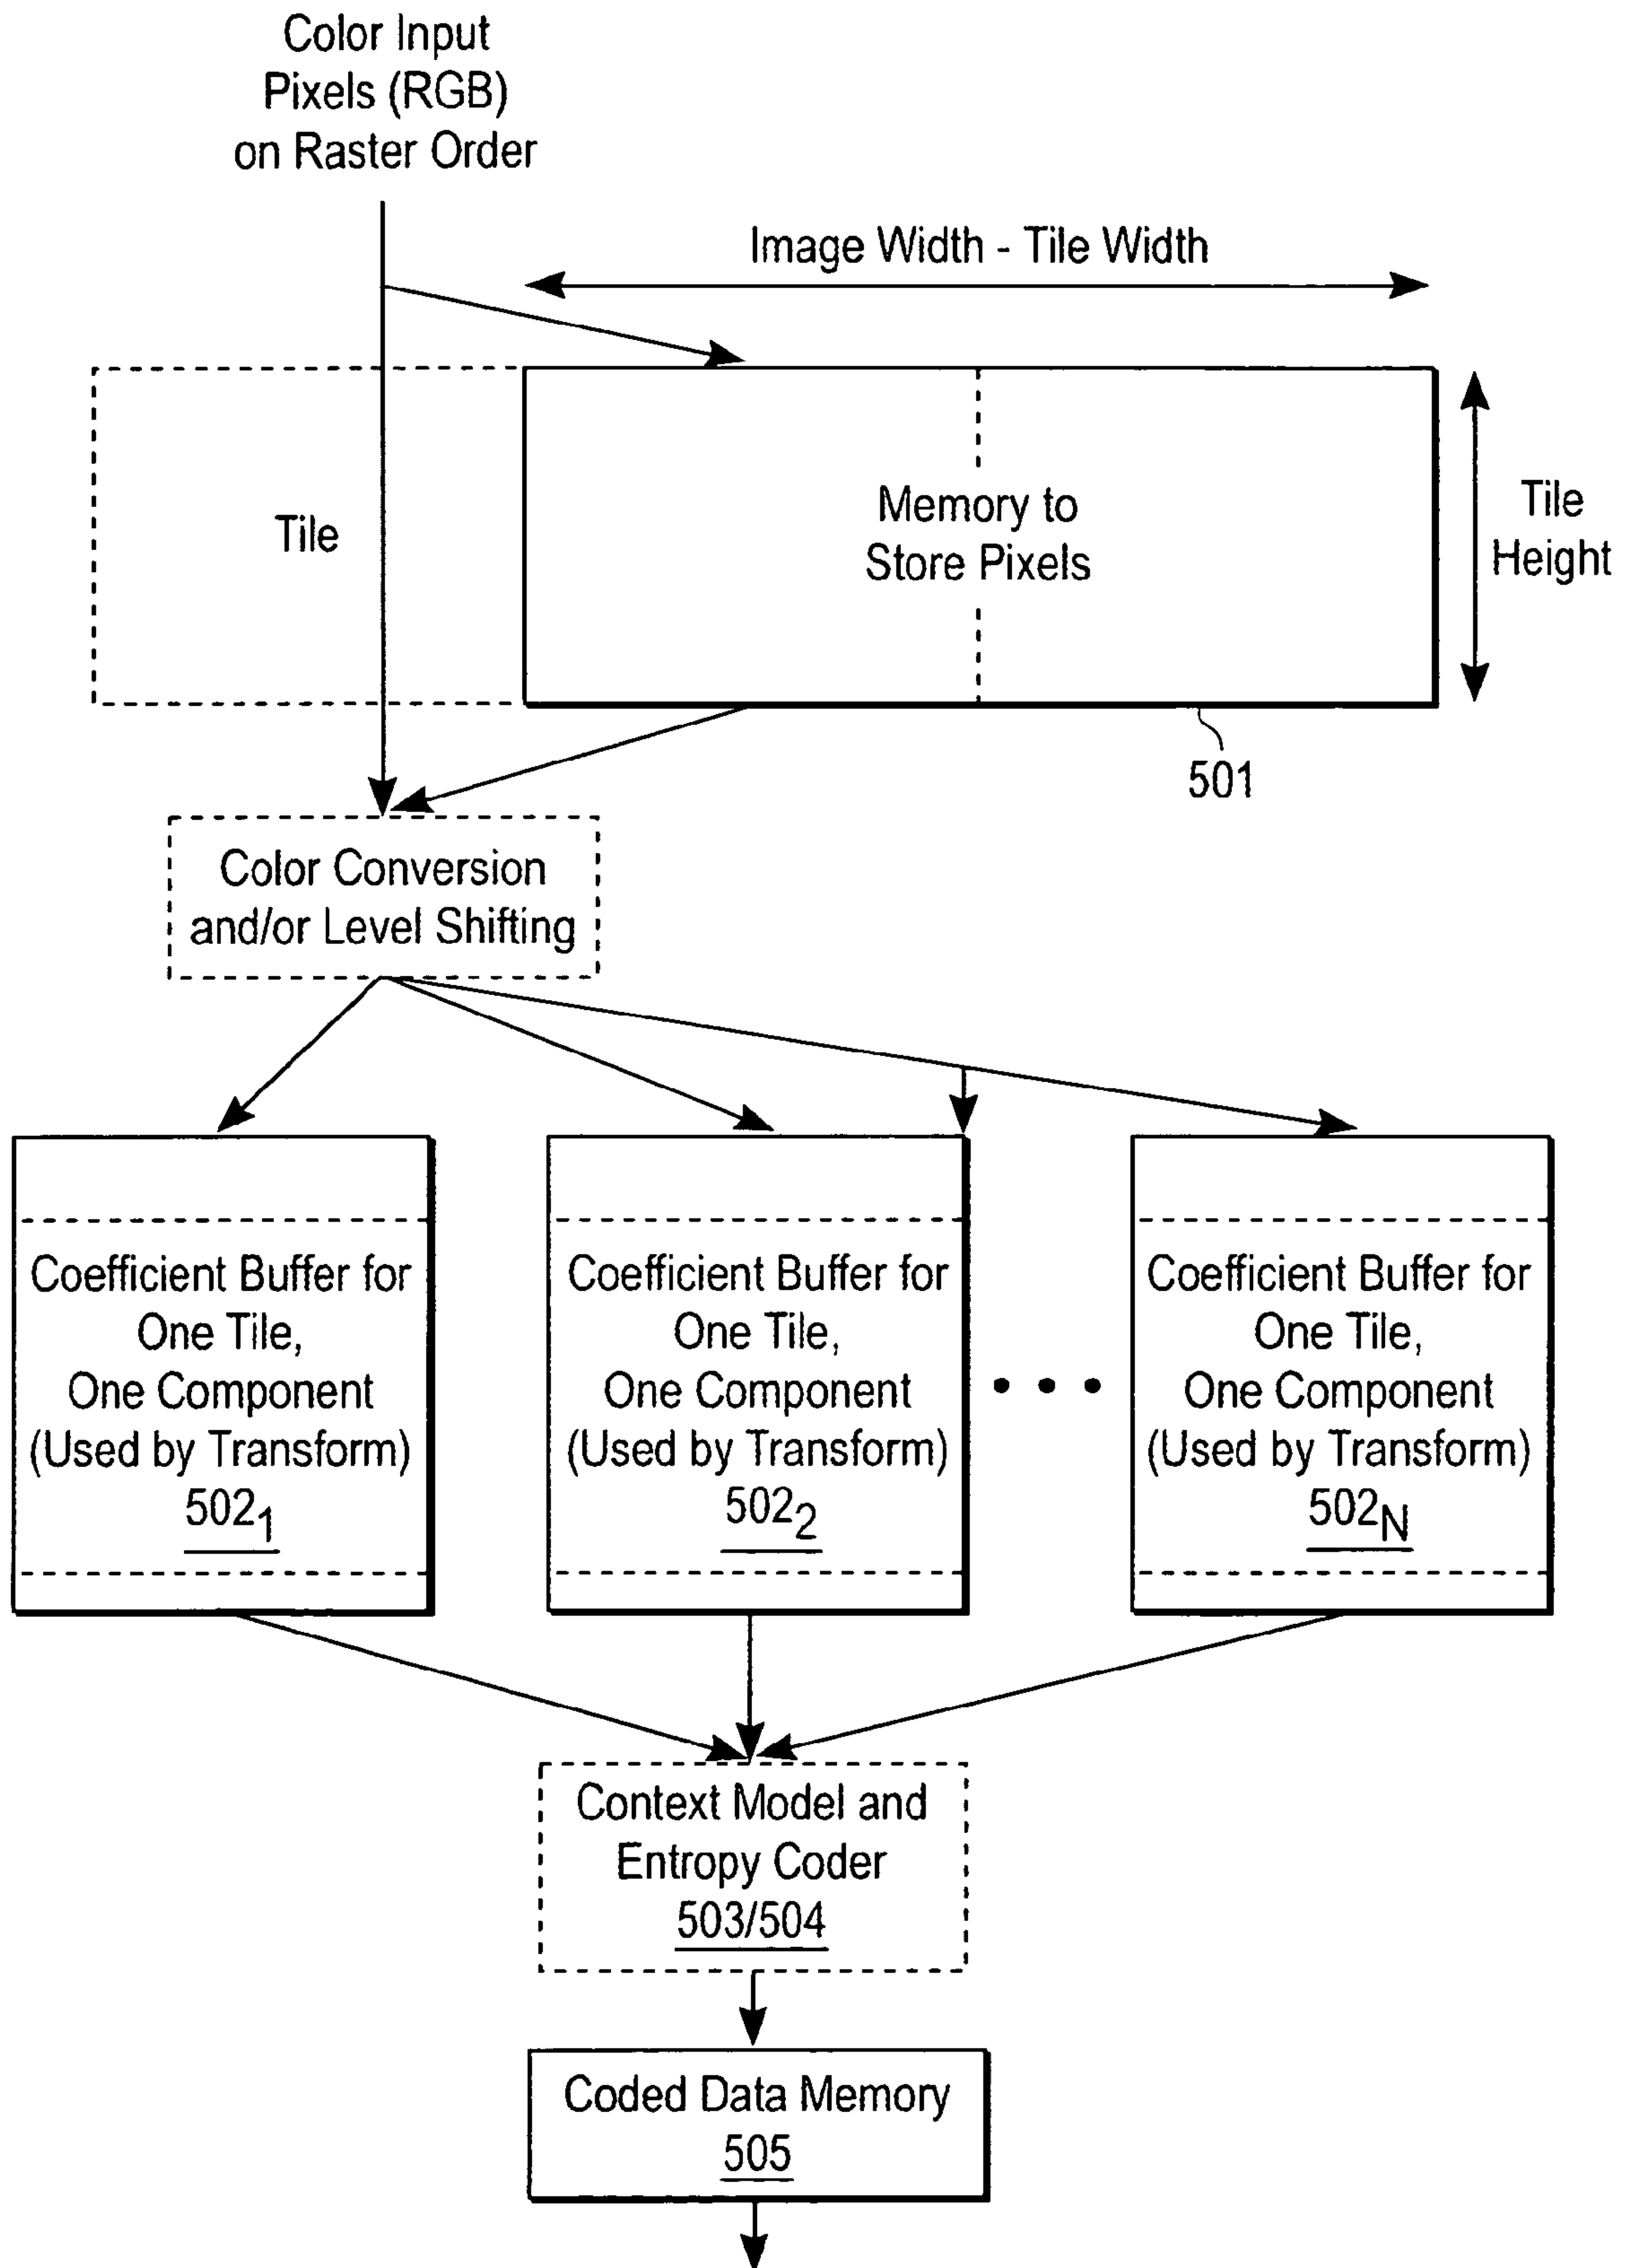 Color Input
Pixels (RGB)
on Raster Order
Image Width - Tile Width
Tile
Memory to
Store Pixels
Tile
Height
501
Color Conversion
and/or Level Shifting
Coefficient Buffer for
One Tile,
One Component
(Used by Transform)
502₁
Coefficient Buffer for
One Tile,
One Component
(Used by Transform)
502₂
Coefficient Buffer for
One Tile,
One Component
(Used by Transform)
502N
Context Model and
Entropy Coder
503/504
Coded Data Memory
505